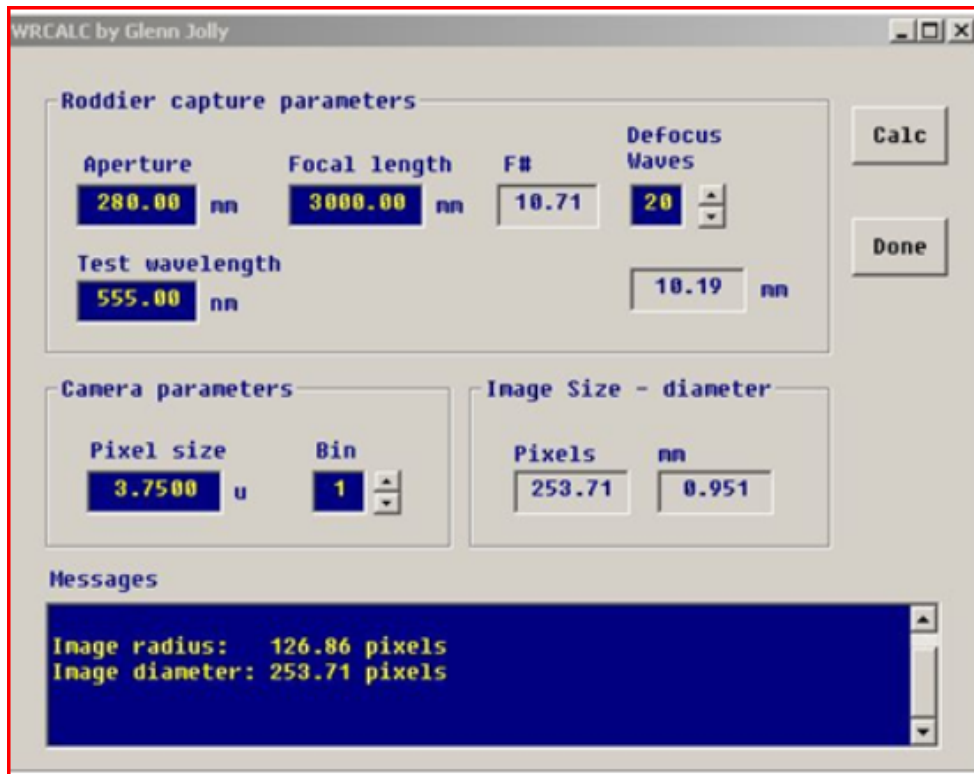 WRCALC by Glenn Jolly
Roddier capture parameters
Calc
Defocus
Aperture Focal length F# Waves
280.00 mm 3000.00 mm 10.71 20
Done
Test wavelength
555.00 nm 10.19 mm
Camera parameters
Image Size - diameter
Pixel size Bin
3.7500 u 1
Pixels mm
253.71 0.951
Messages
Image radius: 126.86 pixels
Image diameter: 253.71 pixels